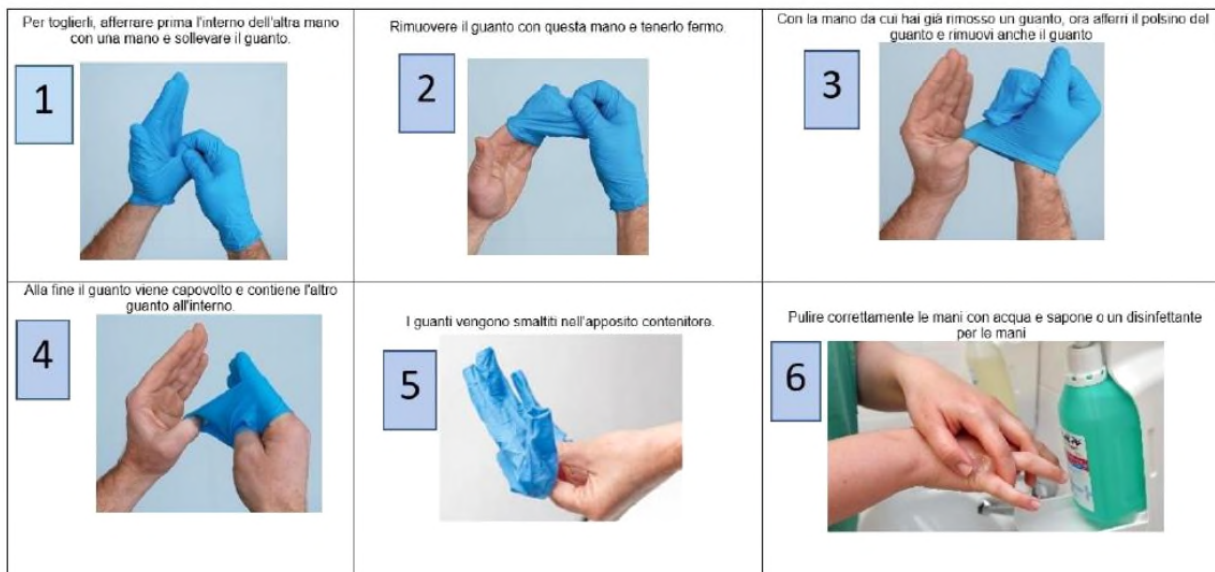 Per toglierli, afferrare prima l'interno dell'altra mano
con una mano e sollevare il guanto.
1
Rimuovere il guanto con questa mano e tenerlo fermo.
2
Con la mano da cui hai già rimosso un guanto, ora afferri il polsino del
guanto e rimuovi anche il guanto
3
Alla fine il guanto viene capovolto e contiene l'altro
guanto all'interno.
4
I guanti vengono smaltiti nell'apposito contenitore.
5
Pulire correttamente le mani con acqua e sapone o un disinfettante
per le mani
6